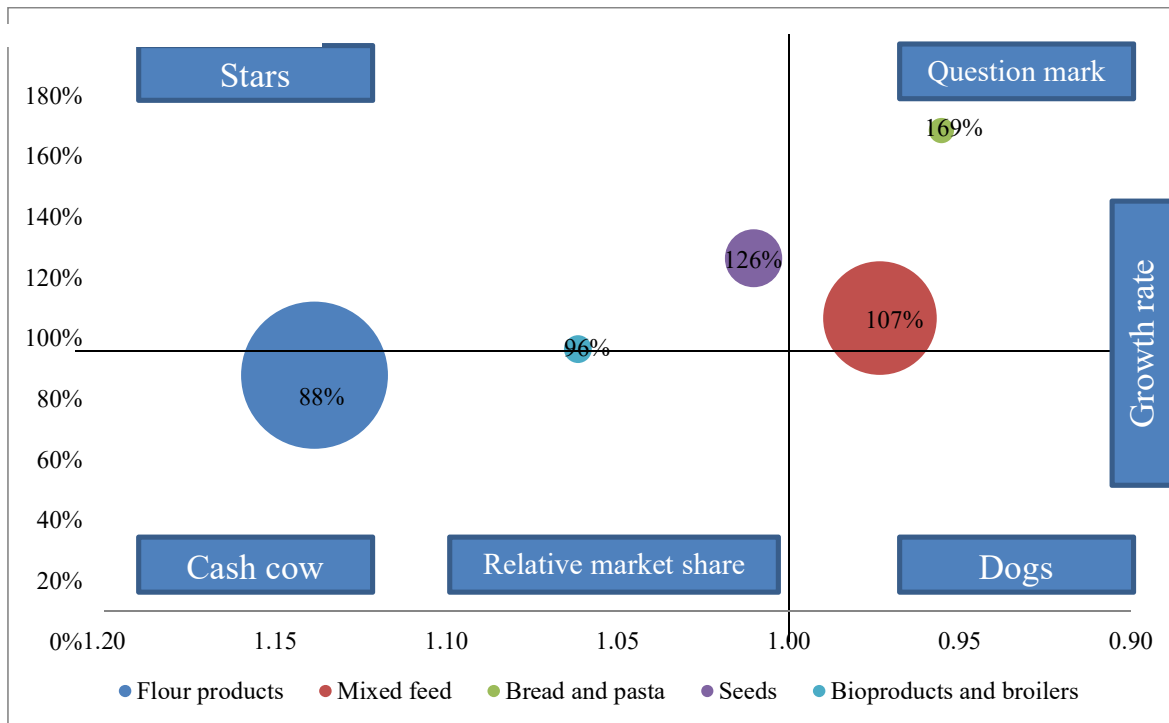 Stars
Question mark
180%
169%
160%
140%
126%
120%
107%
100%
96%
88%
80%
60%
40%
20%
Growth rate
Cash cow
Relative market share
Dogs
0%
1.20
1.15
1.10
1.05
1.00
0.95
0.90
Flour products
Mixed feed
Bread and pasta
Seeds
Bioproducts and broilers